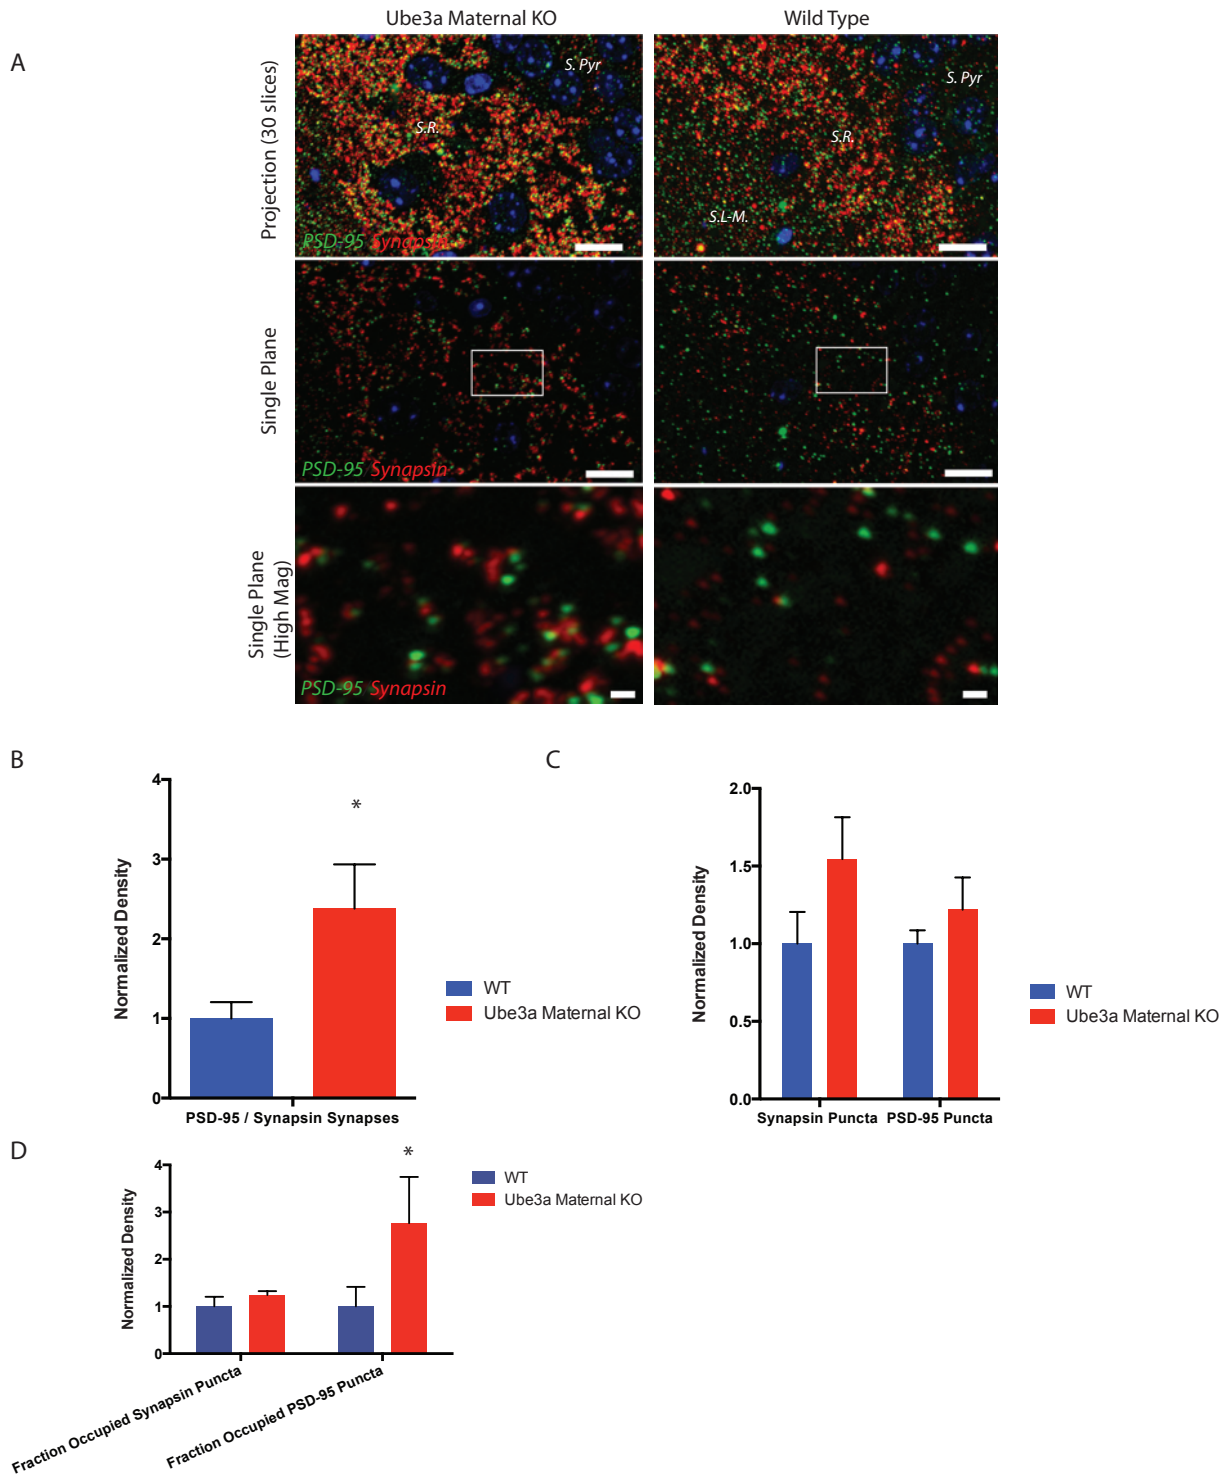 Ube3a Maternal KO
Wild Type
A
Projection (30 slices)
S. Pyr
S.R.
PSD-95 Synapsin
S. Pyr
S.R.
S.L-M.
Single Plane
PSD-95 Synapsin
Single Plane
(High Mag)
PSD-95 Synapsin
B
Normalized Density
4
3
2
1
0
*
PSD-95 / Synapsin Synapses
WT
Ube3a Maternal KO
C
Normalized Density
2.0
1.5
1.0
0.5
0.0
Synapsin Puncta PSD-95 Puncta
WT
Ube3a Maternal KO
D
Normalized Density
4
3
2
1
0
*
Fraction Occupied Synapsin Puncta
Fraction Occupied PSD-95 Puncta
WT
Ube3a Maternal KO